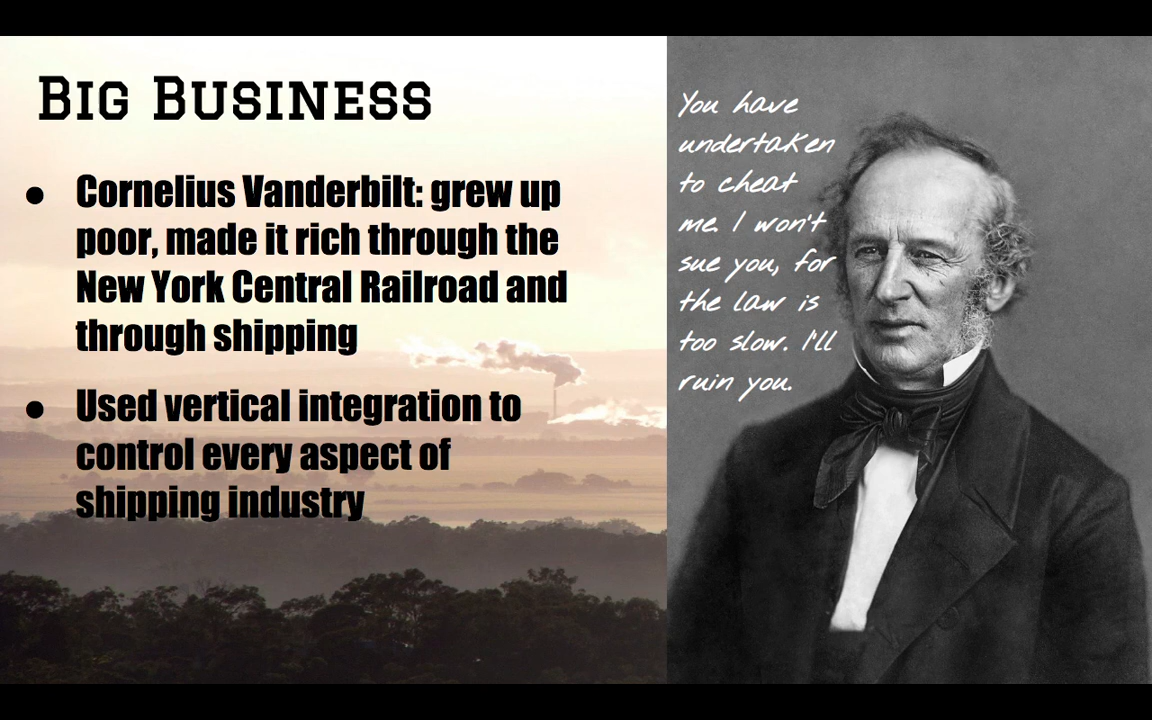 Big Business
● Cornelius Vanderbilt: grew up
poor, made it rich through the
New York Central Railroad and
through shipping
● Used vertical integration to
control every aspect of
shipping industry
You have
undertaken
to cheat
me. I won't
sue you, for
the law is
too slow. I'll
ruin you.